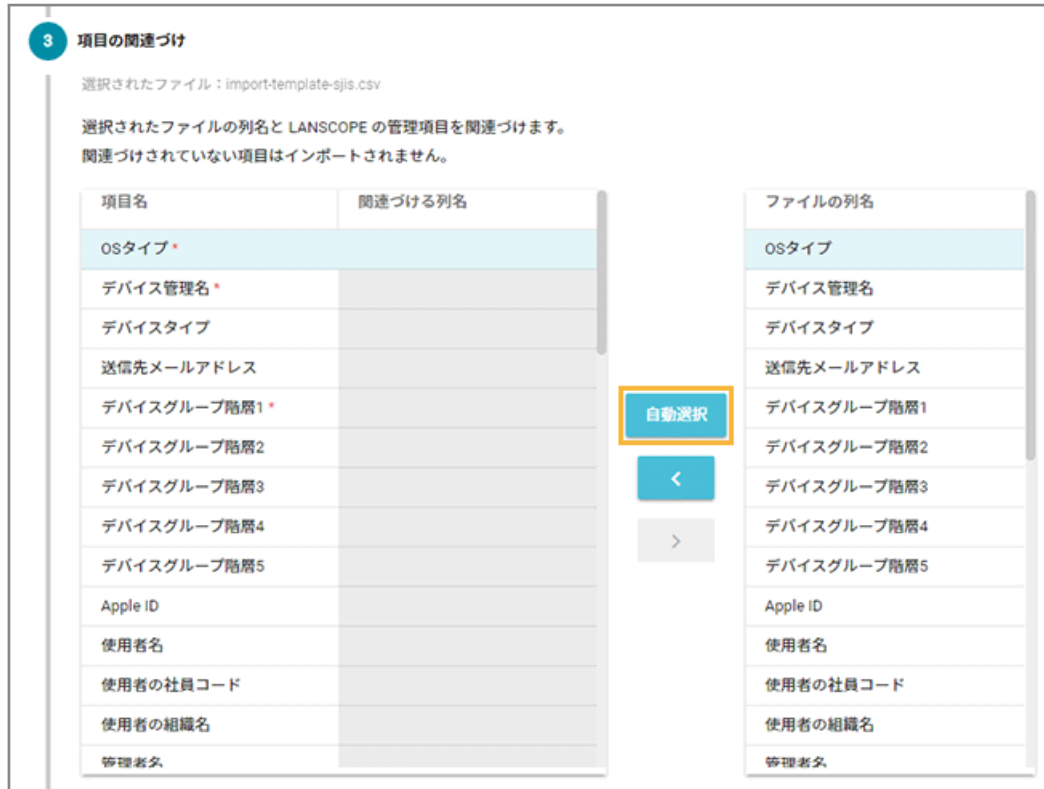 3 項目の関連づけ
選択されたファイル：import-template-sjis.csv
選択されたファイルの列名と LANSCOPE の管理項目を関連づけます。
関連づけされていない項目はインポートされません。
項目名 関連づける列名
OSタイプ *
デバイス管理名 *
デバイスタイプ
送信先メールアドレス
デバイスグループ階層1 *
デバイスグループ階層2
デバイスグループ階層3
デバイスグループ階層4
デバイスグループ階層5
Apple ID
使用者名
使用者の社員コード
使用者の組織名
管理者名
自動選択
<
>
ファイルの列名
OSタイプ
デバイス管理名
デバイスタイプ
送信先メールアドレス
デバイスグループ階層1
デバイスグループ階層2
デバイスグループ階層3
デバイスグループ階層4
デバイスグループ階層5
Apple ID
使用者名
使用者の社員コード
使用者の組織名
管理者名